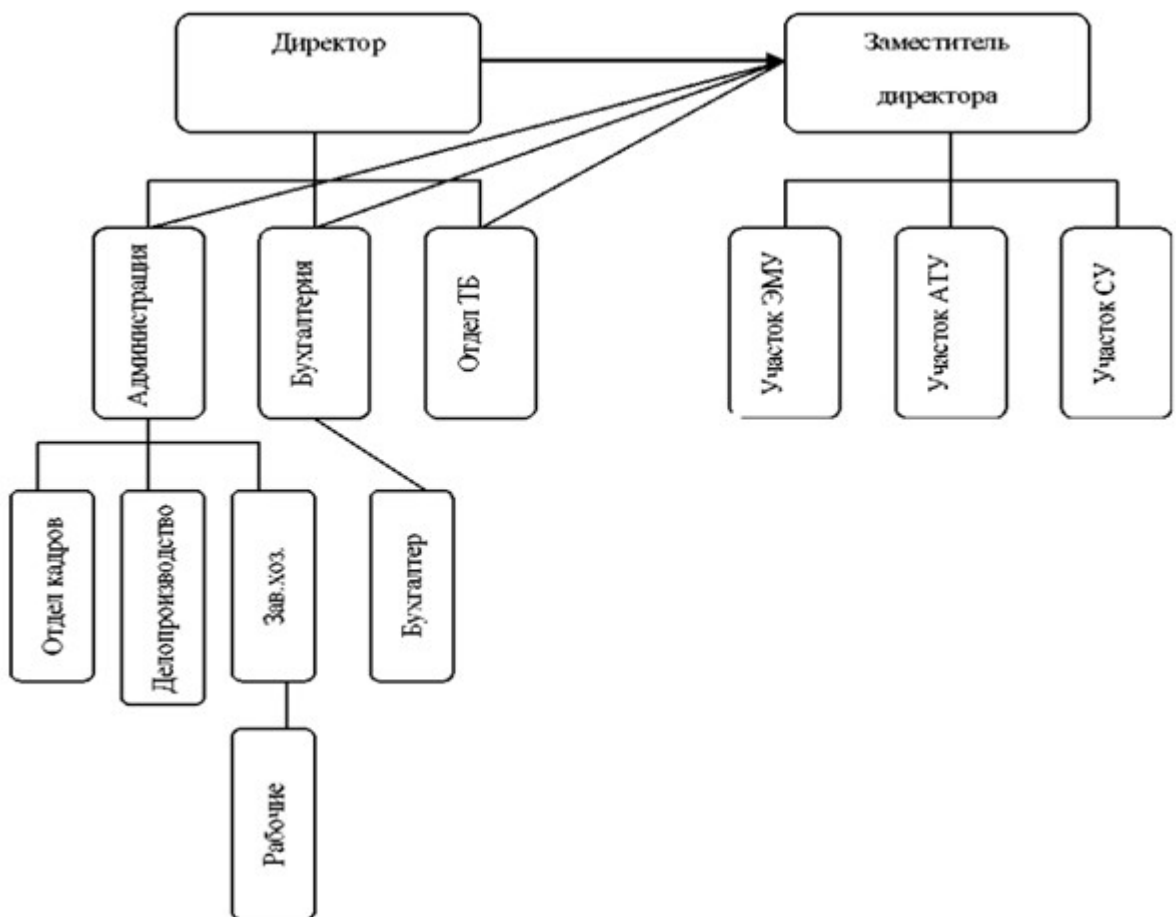 Директор
Заместитель
директора
Администрация
Бухгалтерия
Отдел ТБ
Участок ЭМУ
Участок АТУ
Участок СУ
Отдел кадров
Делопроизводство
Зав.хоз.
Бухгалтер
Рабочие